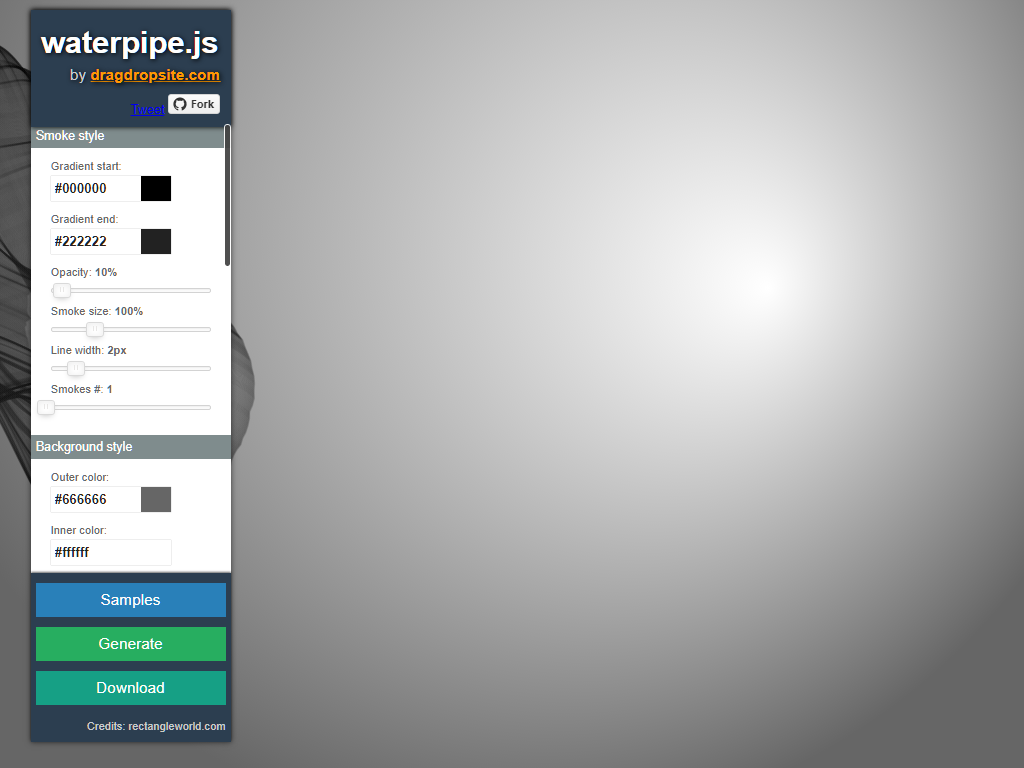 waterpipe.js
by dragdropsite.com
Tweet Fork
Smoke style
Gradient start:
#000000
Gradient end:
#222222
Opacity: 10%
Smoke size: 100%
Line width: 2px
Smokes #: 1
Background style
Outer color:
#666666
Inner color:
#ffffff
Samples
Generate
Download
Credits: rectangleworld.com